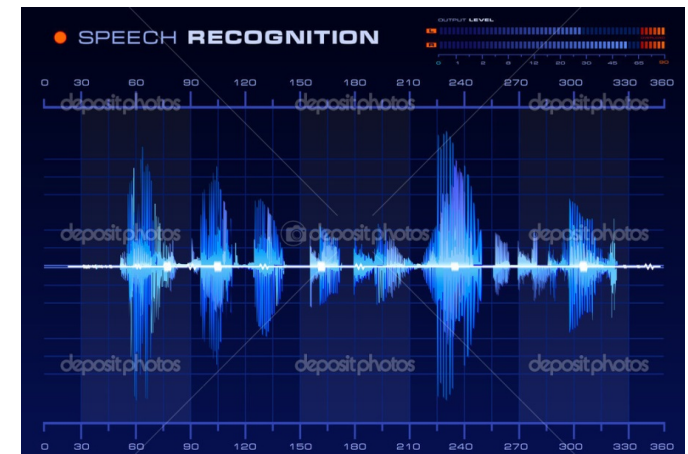 OUTPUT LEVEL
SPEECH RECOGNITION
L
R
0 1 2 6 9 12 20 30 45 65 90
0 30 60 90 120 150 180 210 240 270 300 330 360
depositphotos depositphotos depositphotos
depositphotos depositphotos depositphotos
depositphotos depositphotos depositphotos
0 30 60 90 120 150 180 210 240 270 300 330 360